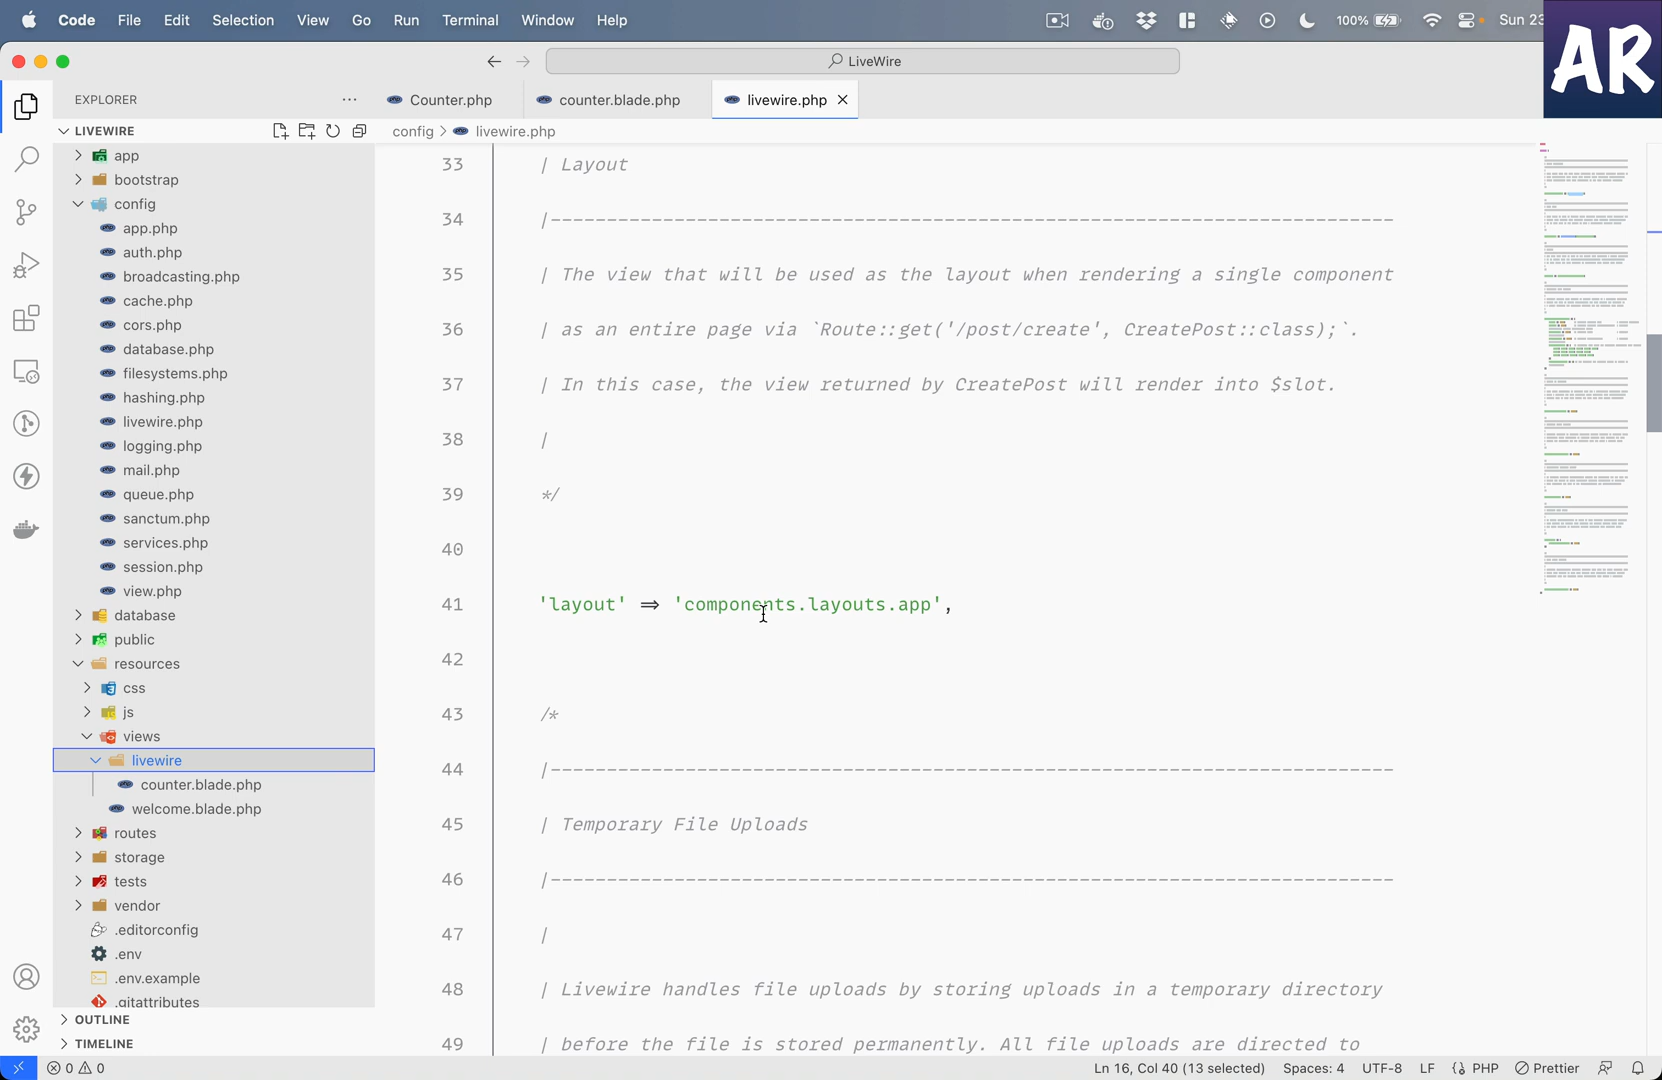 Code File Edit Selection View Go Run Terminal Window Help 100% Sun 23
AR
LiveWire
EXPLORER ... Counter.php counter.blade.php livewire.php
LIVEWIRE
config > livewire.php
app
bootstrap
config
app.php
auth.php
broadcasting.php
cache.php
cors.php
database.php
filesystems.php
hashing.php
livewire.php
logging.php
mail.php
queue.php
sanctum.php
services.php
session.php
view.php
database
public
resources
css
js
views
livewire
counter.blade.php
welcome.blade.php
routes
storage
tests
vendor
.editorconfig
.env
.env.example
.gitattributes
OUTLINE
TIMELINE
33 | Layout
34 |---------------------------------------------------------------------------
35 | The view that will be used as the layout when rendering a single component
36 | as an entire page via `Route::get('/post/create', CreatePost::class);`.
37 | In this case, the view returned by CreatePost will render into $slot.
38 |
39 */
40
41 'layout' => 'components.layouts.app',
42
43 /*
44 |---------------------------------------------------------------------------
45 | Temporary File Uploads
46 |---------------------------------------------------------------------------
47 |
48 | Livewire handles file uploads by storing uploads in a temporary directory
49 | before the file is stored permanently. All file uploads are directed to
0 0 Ln 16, Col 40 (13 selected) Spaces: 4 UTF-8 LF PHP Prettier